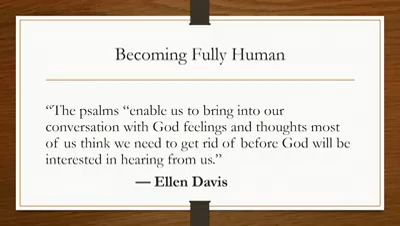 Becoming Fully Human
“The psalms “enable us to bring into our
conversation with God feelings and thoughts most
of us think we need to get rid of before God will be
interested in hearing from us.”
— Ellen Davis